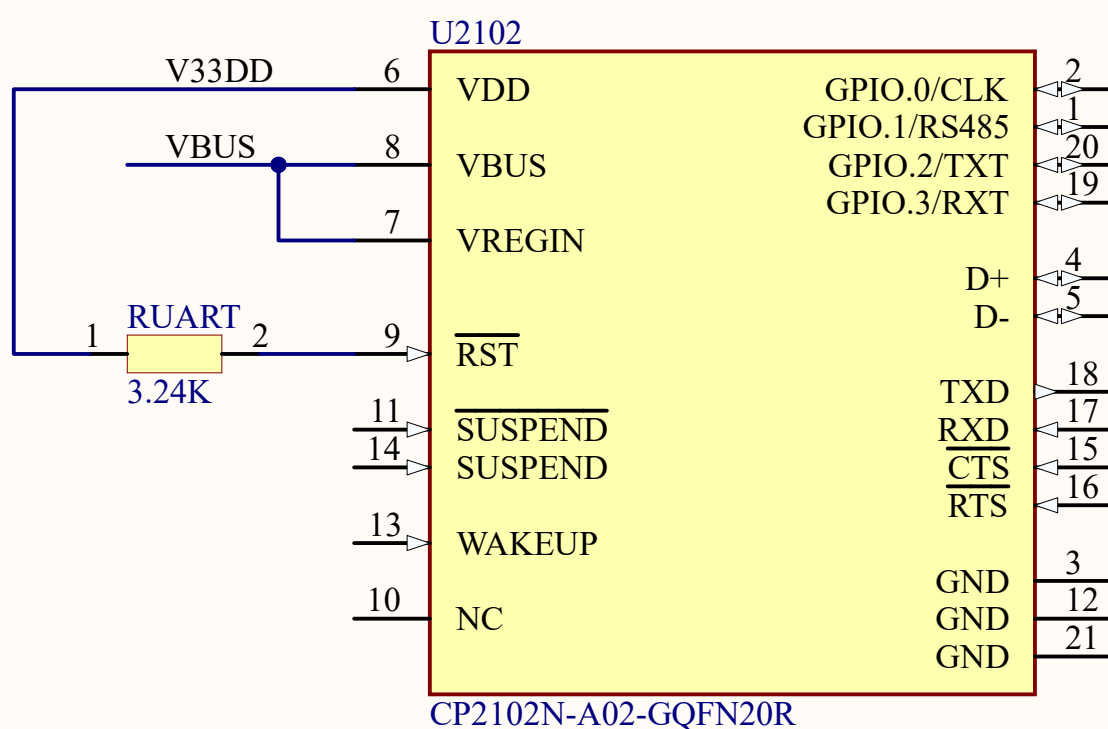 U2102
V33DD 6 VDD GPIO.0/CLK 2
GPIO.1/RS485 1
VBUS 8 VBUS GPIO.2/TXT 20
GPIO.3/RXT 19
7 VREGIN
D+ 4
D- 5
RUART
1 2 9 RST
3.24K
TXD 18
11 SUSPEND RXD 17
14 SUSPEND CTS 15
RTS 16
13 WAKEUP
GND 3
10 NC GND 12
GND 21
CP2102N-A02-GQFN20R